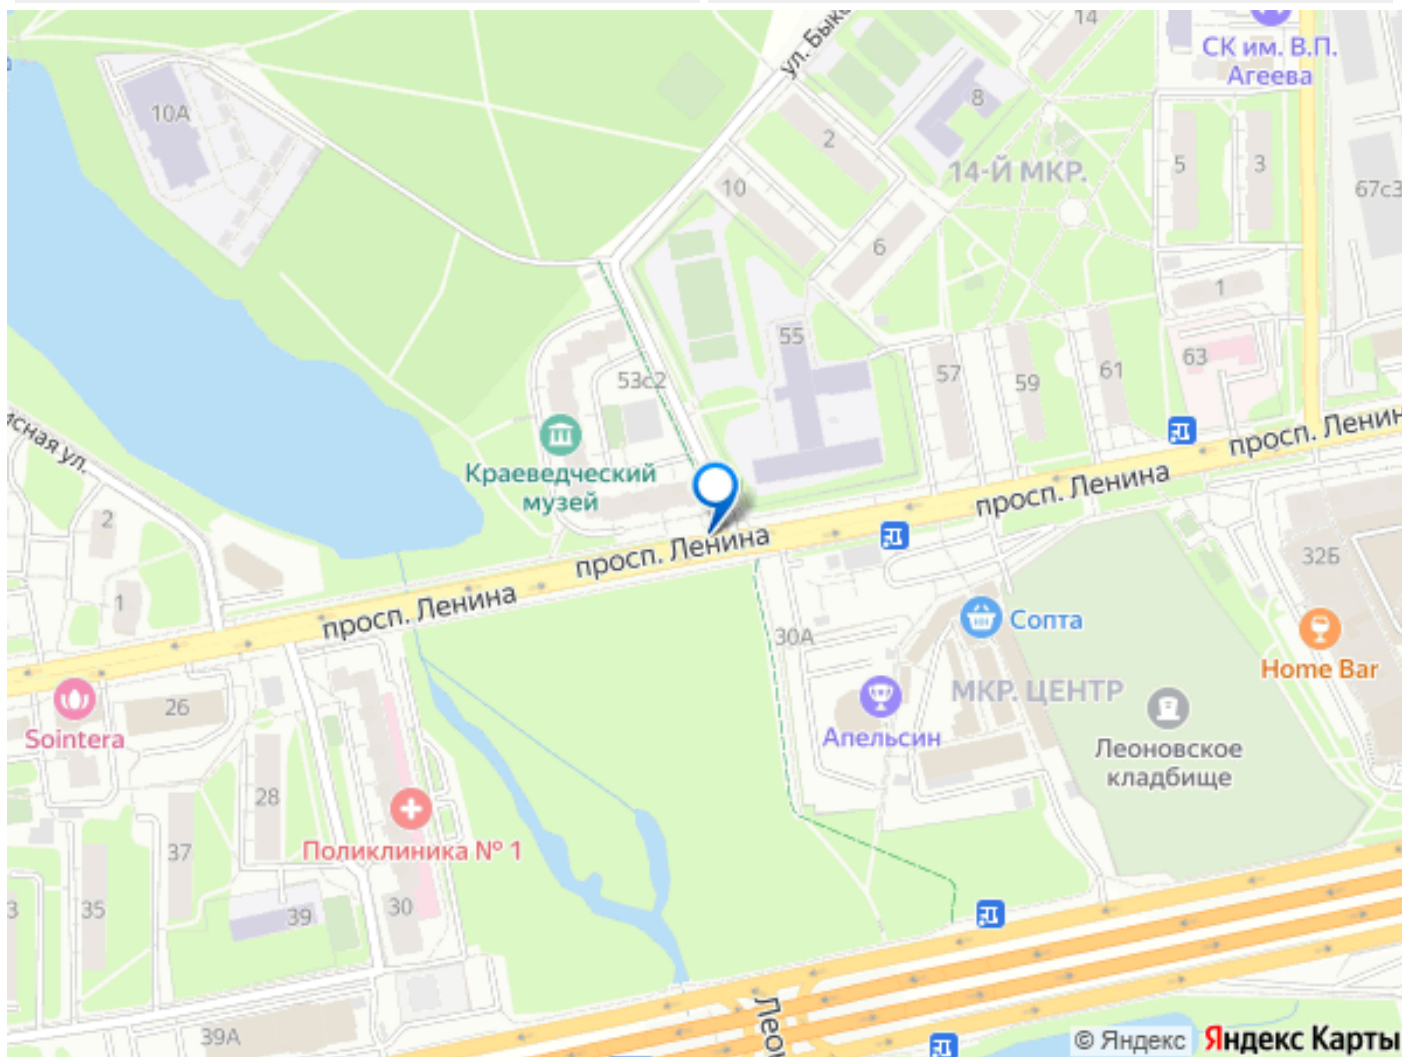 ул. Быко
14
СК им. В.П.
Агеева
10А
8
2
14-Й МКР.
5
3
10
67с3
6
1
55
53с2
57
59
61
63
Краеведческий
музей
просп. Ленин
просп. Ленина
просп. Ленина
просп. Ленина
исная ул.
2
1
32Б
Сопта
30А
Home Bar
26
Sointera
МКР. ЦЕНТР
Апельсин
Леоновское
кладбище
28
Поликлиника № 1
37
3
35
39
30
39А
Леон
© Яндекс
Яндекс Карты